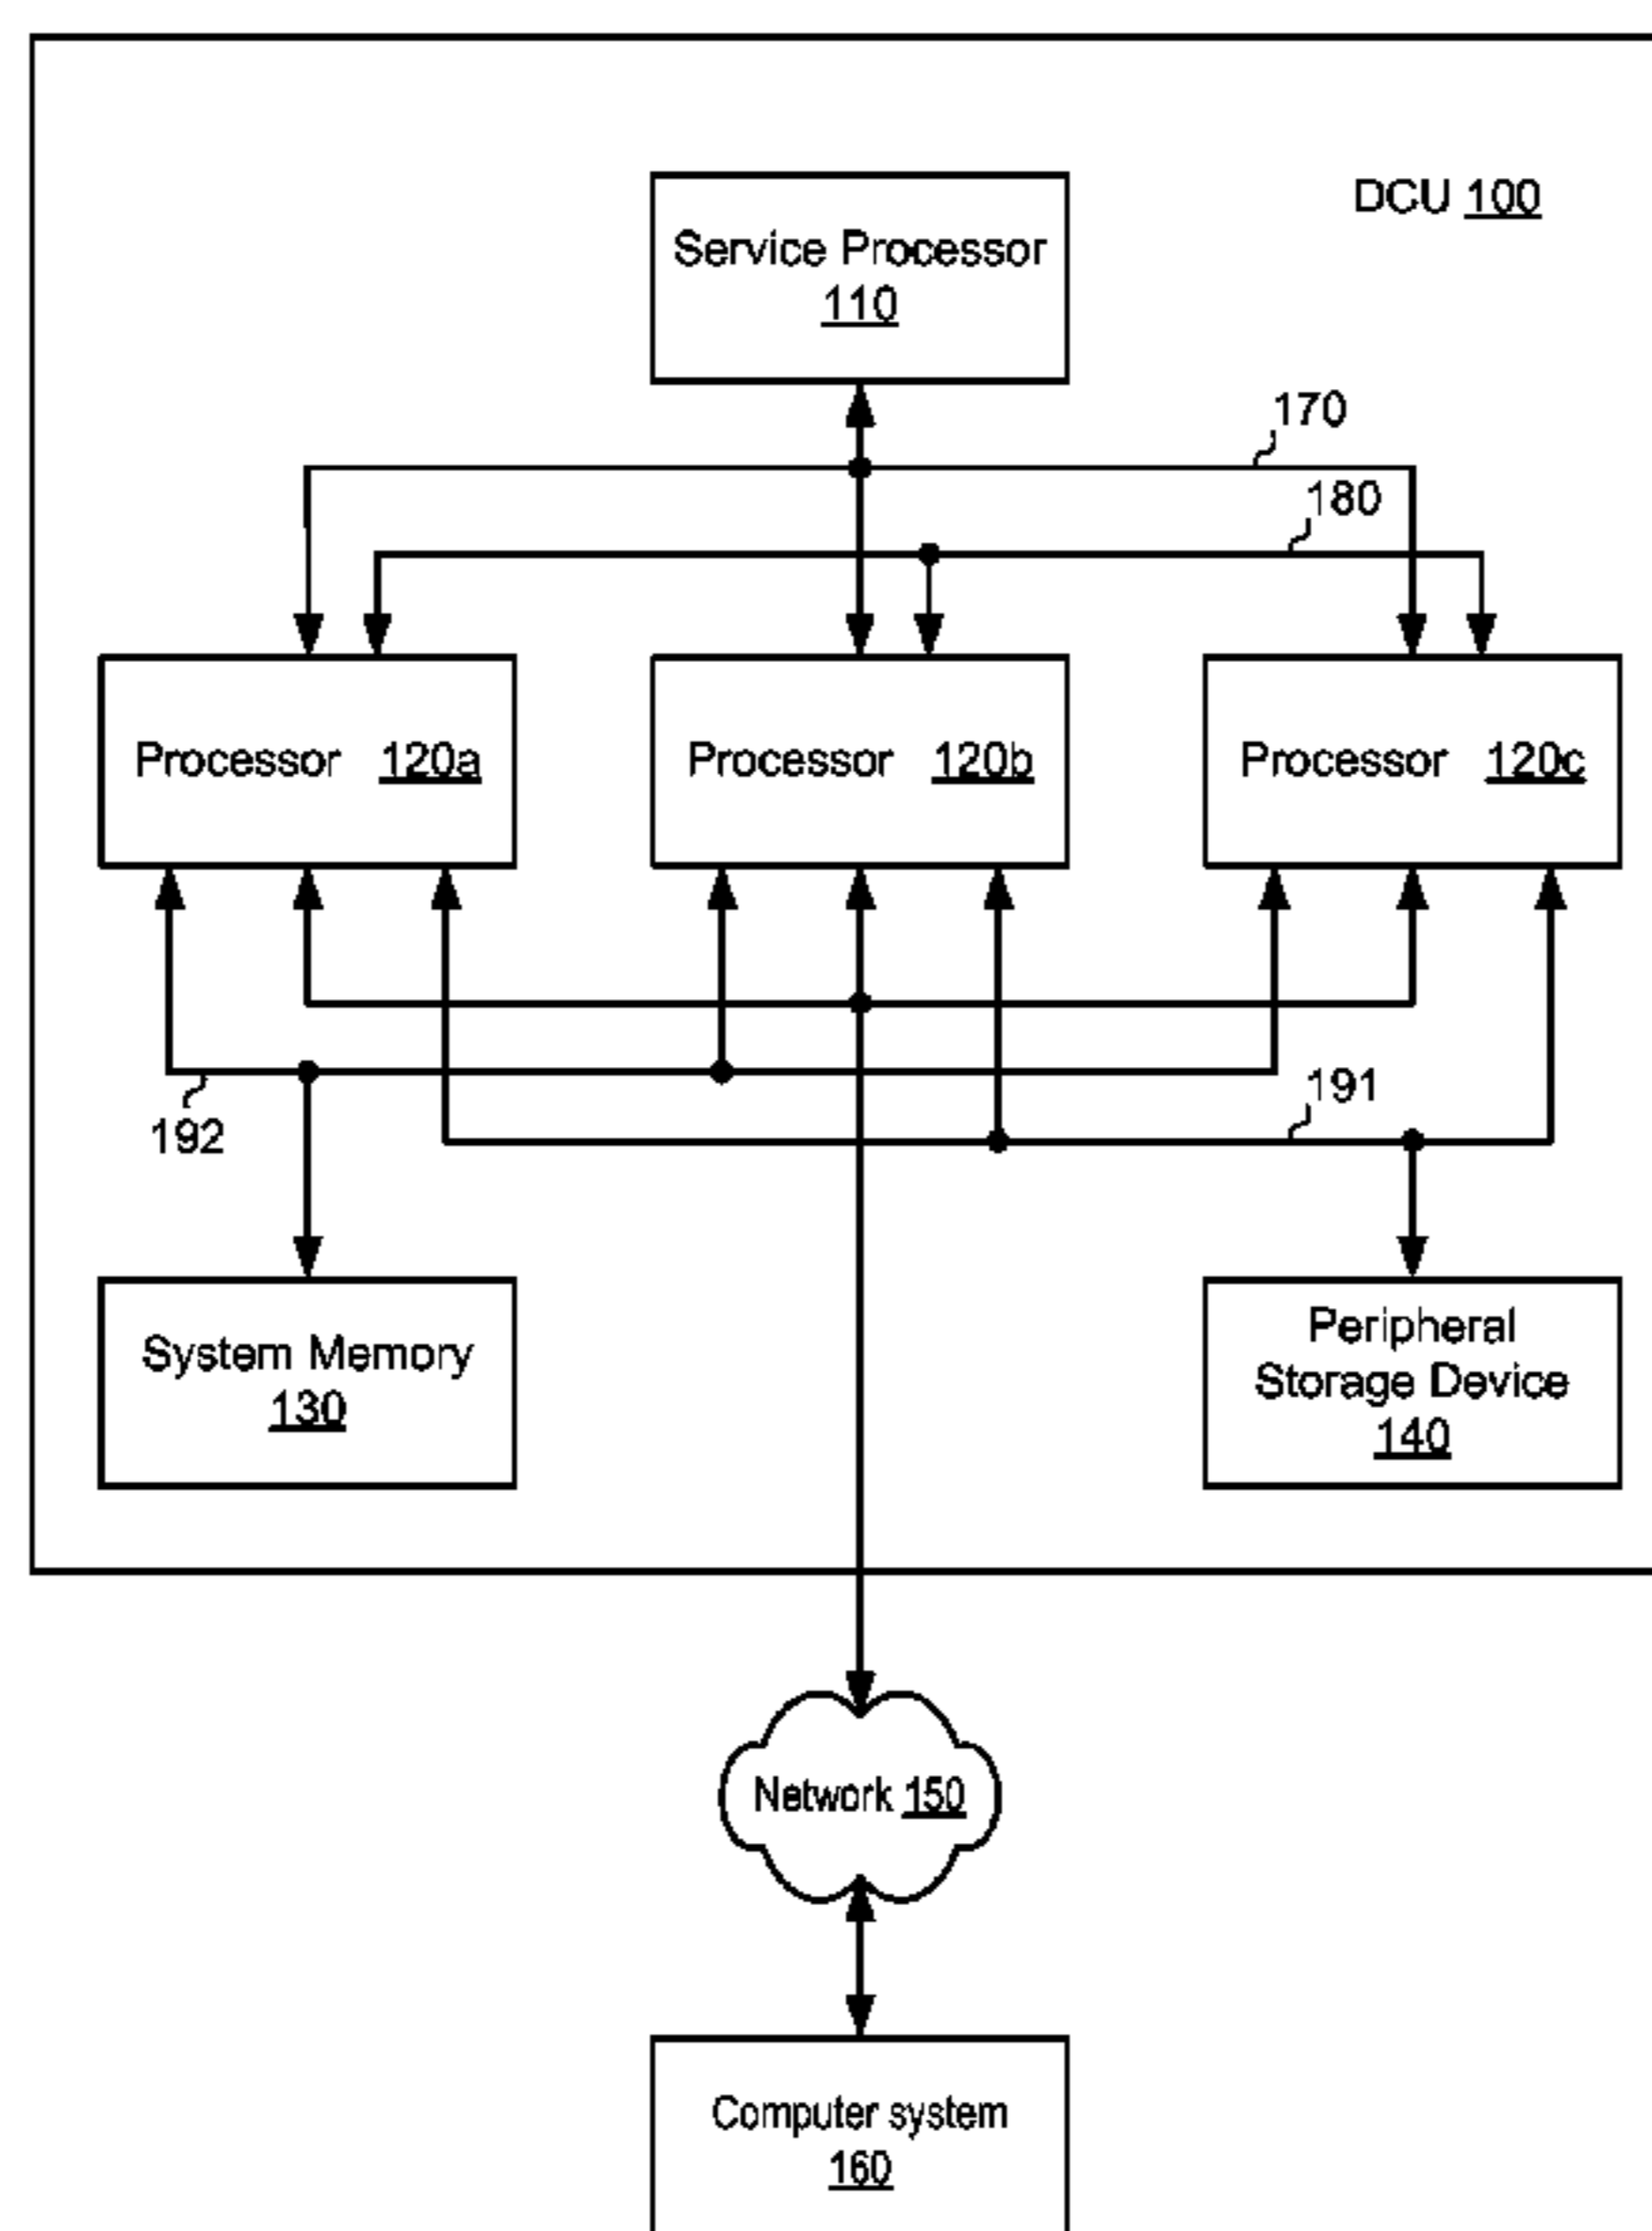 DCU 100
Service Processor
110
170
180
Processor 120a
Processor 120b
Processor 120c
192
191
System Memory
130
Peripheral
Storage Device
140
Network 150
Computer system
160